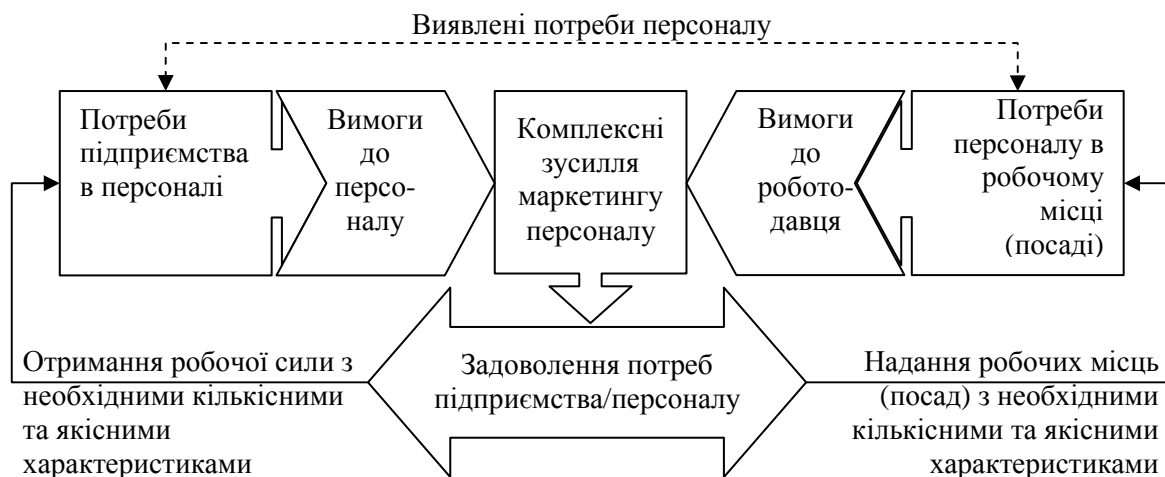 Виявлені потреби персоналу
Потреби
підприємства
в персоналі
Вимоги
до
персо-
налу
Комплексні
зусилля
маркетингу
персоналу
Вимоги
до
робото-
давця
Потреби
персоналу в
робочому
місці
(посаді)
Отримання робочої сили з
необхідними кількісними
та якісними
характеристиками
Задоволення потреб
підприємства/персоналу
Надання робочих місць
(посад) з необхідними
кількісними та якісними
характеристиками